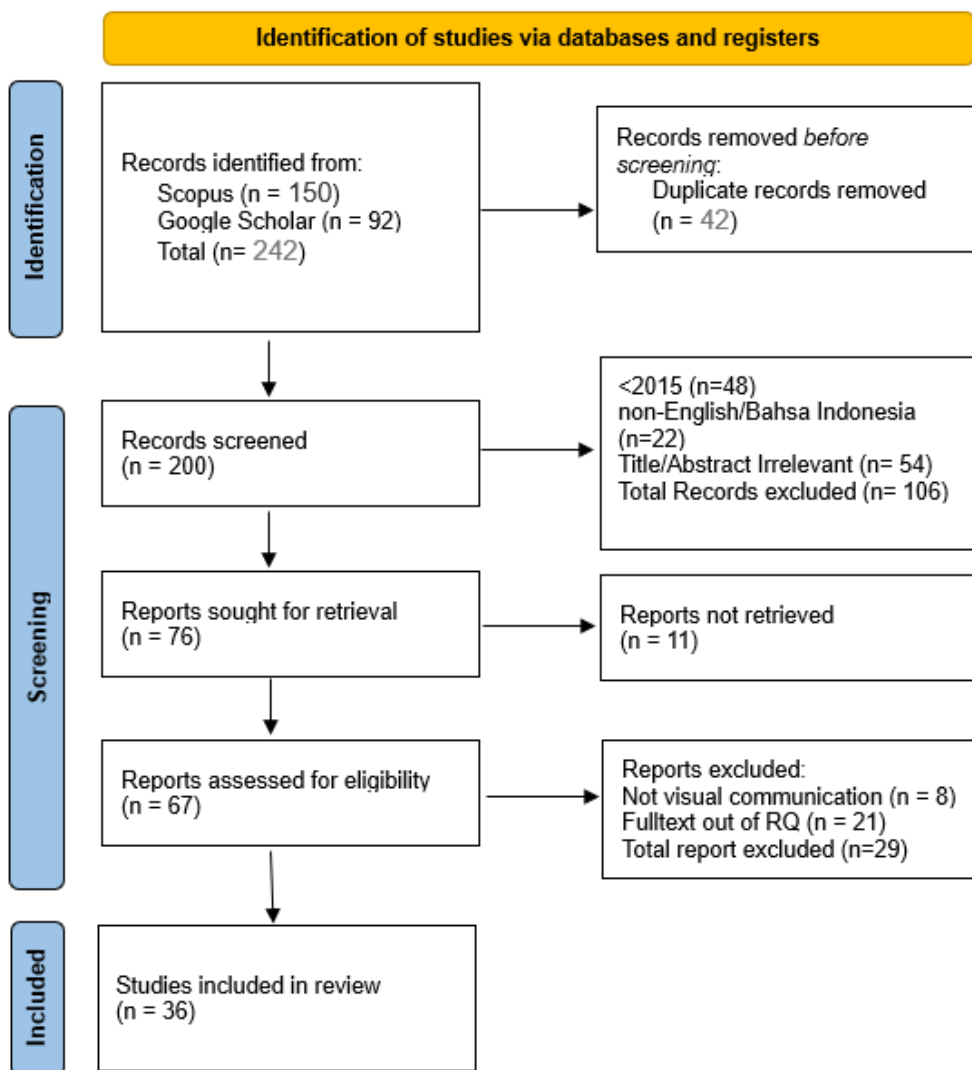 Identification of studies via databases and registers
Identification
Records identified from:
Scopus (n = 150)
Google Scholar (n = 92)
Total (n= 242)
Records removed before
screening:
Duplicate records removed
(n = 42)
Screening
Records screened
(n = 200)
<2015 (n=48)
non-English/Bahsa Indonesia
(n=22)
Title/Abstract Irrelevant (n= 54)
Total Records excluded (n= 106)
Reports sought for retrieval
(n = 76)
Reports not retrieved
(n = 11)
Reports assessed for eligibility
(n = 67)
Reports excluded:
Not visual communication (n = 8)
Fulltext out of RQ (n = 21)
Total report excluded (n=29)
Included
Studies included in review
(n = 36)